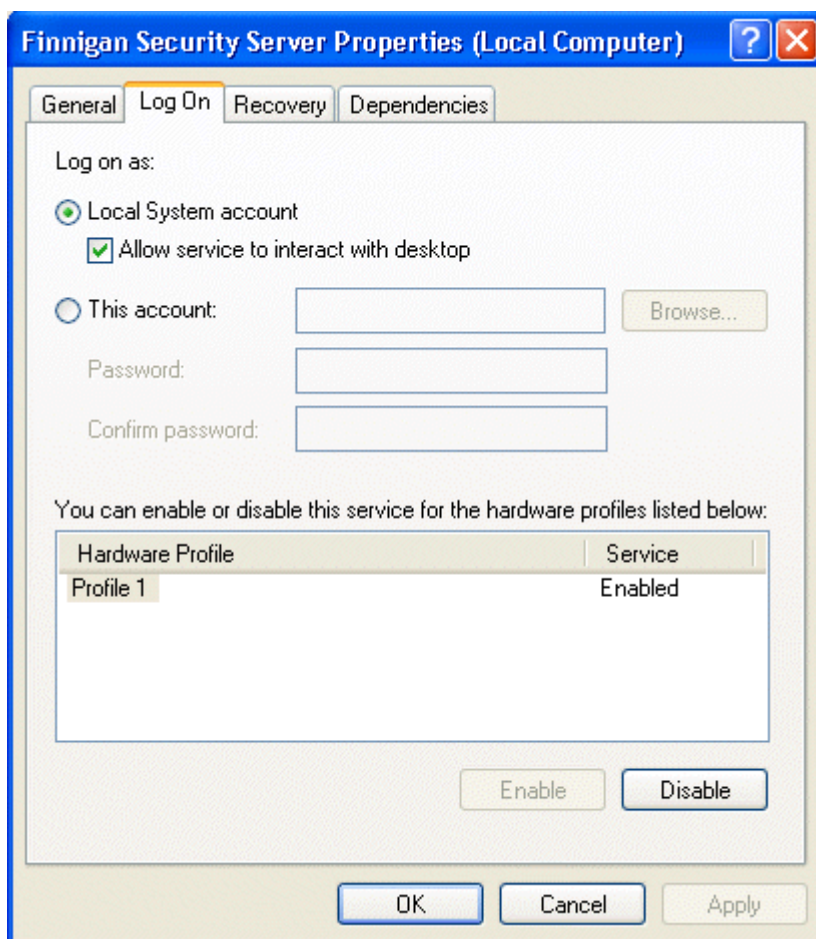 Finnigan Security Server Properties (Local Computer) ?
General Log On Recovery Dependencies
Log on as:
Local System account
Allow service to interact with desktop
This account: Browse...
Password:
Confirm password:
You can enable or disable this service for the hardware profiles listed below:
Hardware Profile Service
Profile 1 Enabled
Enable Disable
OK Cancel Apply